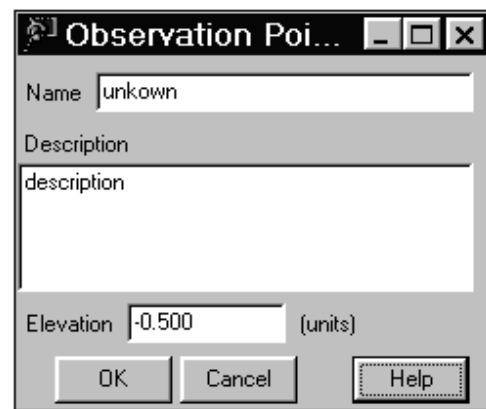 Observation Poi...
Name unkown
Description
description
Elevation -0.500 (units)
OK Cancel Help